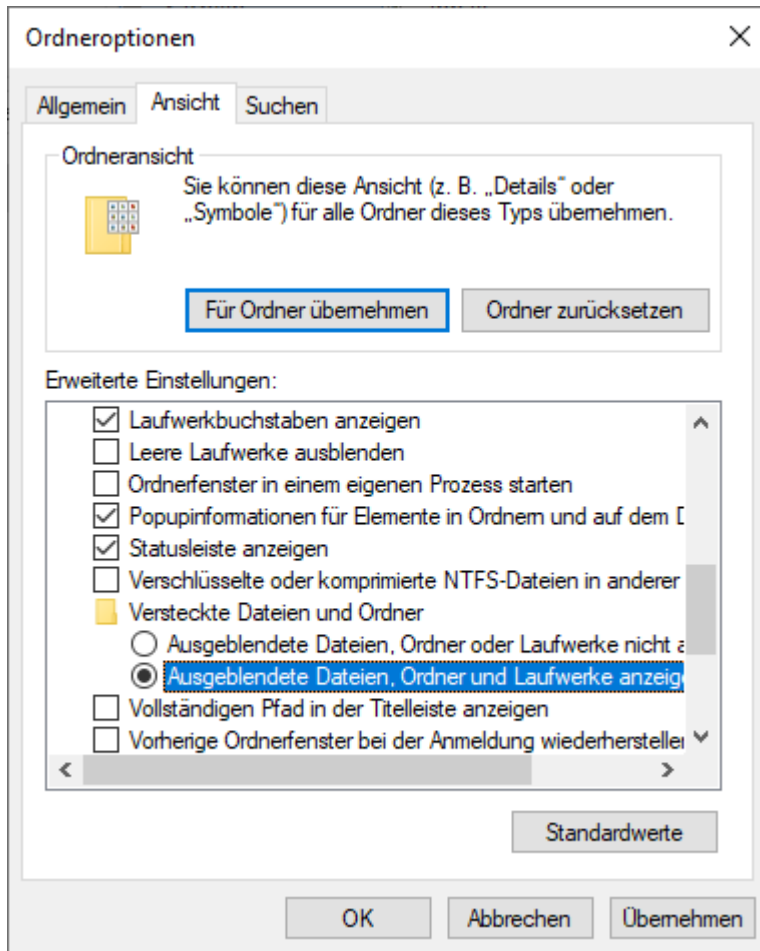 Ordneroptionen
Allgemein
Ansicht
Suchen
Ordneransicht
Sie können diese Ansicht (z. B. „Details" oder
„Symbole") für alle Ordner dieses Typs übernehmen.
Für Ordner übernehmen
Ordner zurücksetzen
Erweiterte Einstellungen:
Laufwerkbuchstaben anzeigen
Leere Laufwerke ausblenden
Ordnerfenster in einem eigenen Prozess starten
Popupinformationen für Elemente in Ordnern und auf dem D
Statusleiste anzeigen
Verschlüsselte oder komprimierte NTFS-Dateien in anderer
Versteckte Dateien und Ordner
Ausgeblendete Dateien, Ordner oder Laufwerke nicht a
Ausgeblendete Dateien, Ordner und Laufwerke anzeige
Vollständigen Pfad in der Titelleiste anzeigen
Vorherige Ordnerfenster bei der Anmeldung wiederherstellen
Standardwerte
OK
Abbrechen
Übernehmen